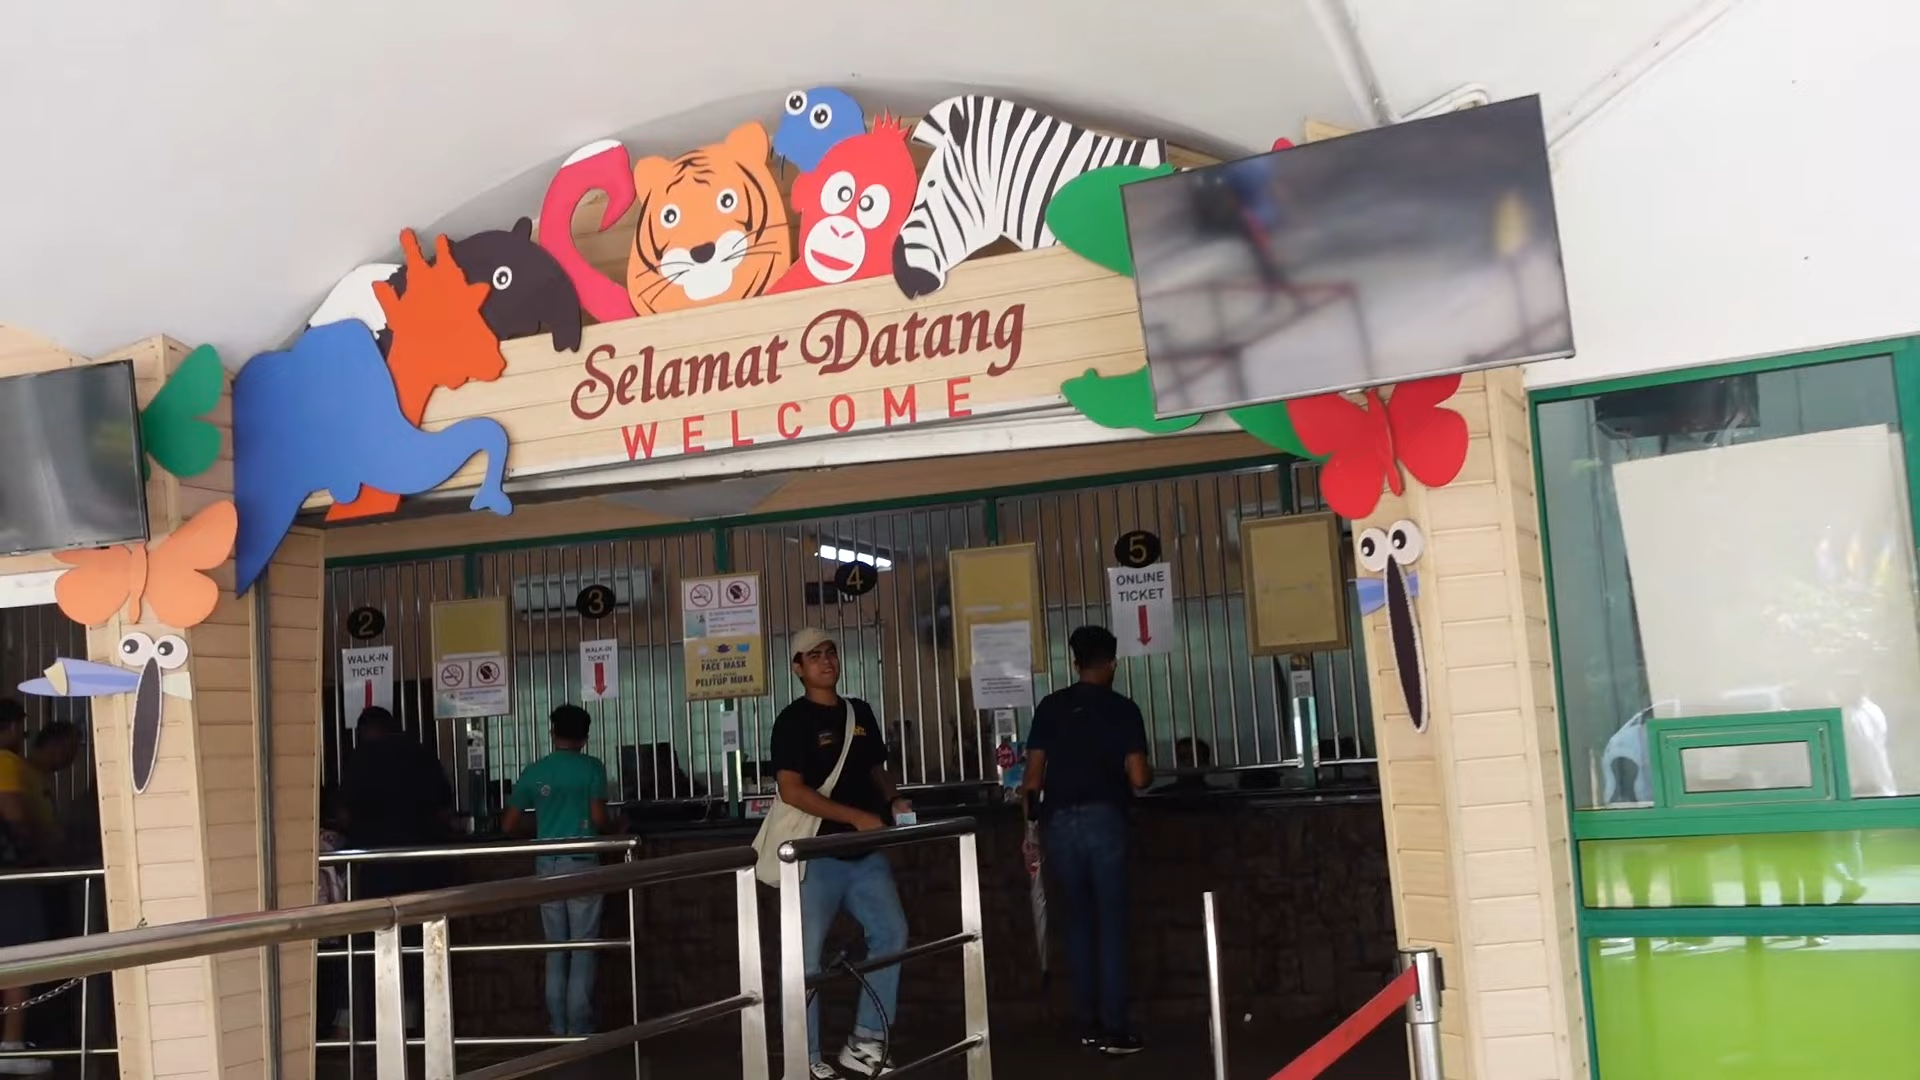 Selamat Datang
WELCOME
2
WALK-IN
TICKET
3
WALK-IN
TICKET
FACE MASK
PELITUP MUKA
4
5
ONLINE
TICKET